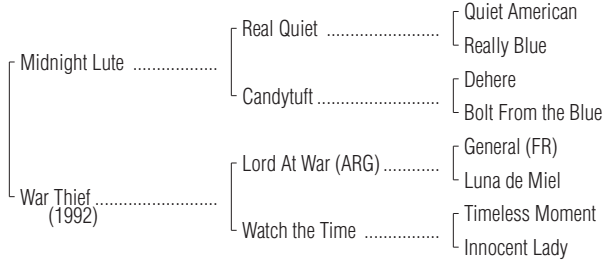 Quiet American
Real Quiet ..................
Really Blue
Midnight Lute .................
Dehere
Candytuft.........................
Bolt From the Blue
General (FR)
Lord At War (ARG)...........
Luna de Miel
War Thief.........................
(1992)
Timeless Moment
Watch the Time ................
Innocent Lady